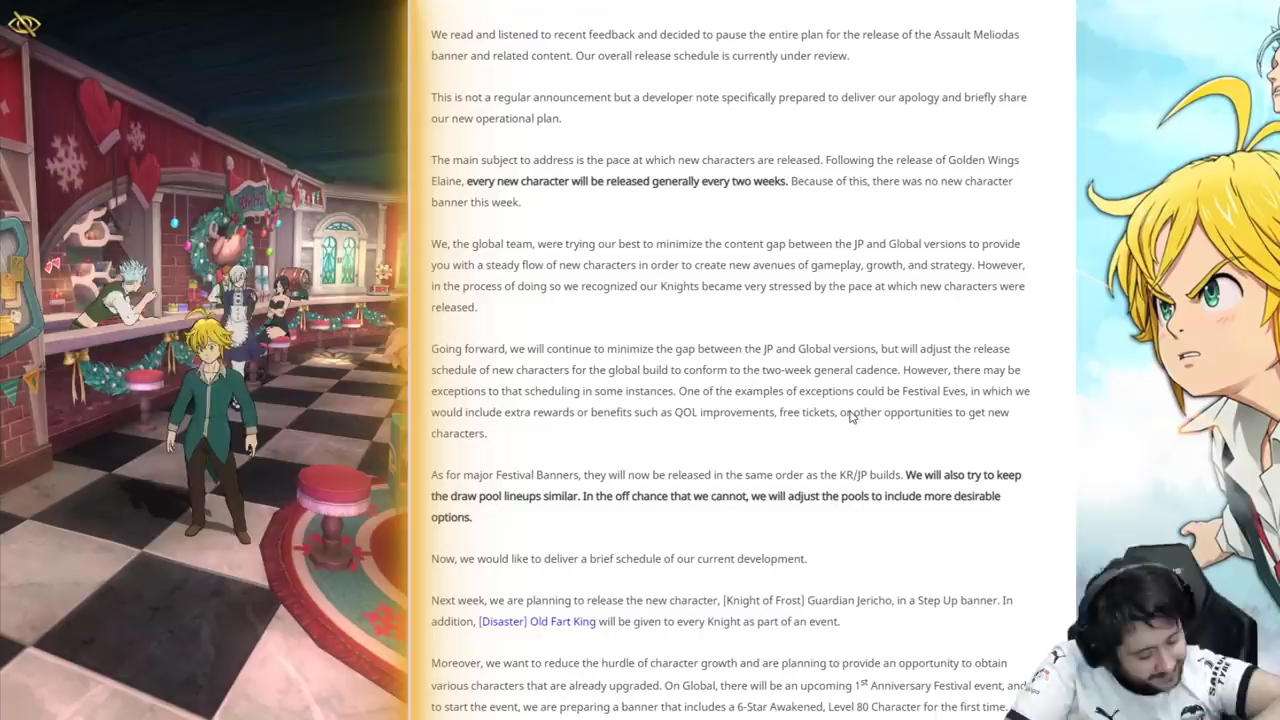 We read and listened to recent feedback and decided to pause the entire plan for the release of the Assault Meliodas
banner and related content. Our overall release schedule is currently under review.
This is not a regular announcement but a developer note specifically prepared to deliver our apology and briefly share
our new operational plan.
The main subject to address is the pace at which new characters are released. Following the release of Golden Wings
Elaine, every new character will be released generally every two weeks. Because of this, there was no new character
banner this week.
We, the global team, were trying our best to minimize the content gap between the JP and Global versions to provide
you with a steady flow of new characters in order to create new avenues of gameplay, growth, and strategy. However,
in the process of doing so we recognized our Knights became very stressed by the pace at which new characters were
released.
Going forward, we will continue to minimize the gap between the JP and Global versions, but will adjust the release
schedule of new characters for the global build to conform to the two-week general cadence. However, there may be
exceptions to that scheduling in some instances. One of the examples of exceptions could be Festival Eves, in which we
would include extra rewards or benefits such as QOL improvements, free tickets, or other opportunities to get new
characters.
As for major Festival Banners, they will now be released in the same order as the KR/JP builds. We will also try to keep
the draw pool lineups similar. In the off chance that we cannot, we will adjust the pools to include more desirable
options.
Now, we would like to deliver a brief schedule of our current development.
Next week, we are planning to release the new character, [Knight of Frost] Guardian Jericho, in a Step Up banner. In
addition, [Disaster] Old Fart King will be given to every Knight as part of an event.
Moreover, we want to reduce the hurdle of character growth and are planning to provide an opportunity to obtain
various characters that are already upgraded. On Global, there will be an upcoming 1st Anniversary Festival event, and
to start the event, we are preparing a banner that includes a 6-Star Awakened, Level 80 Character for the first time.